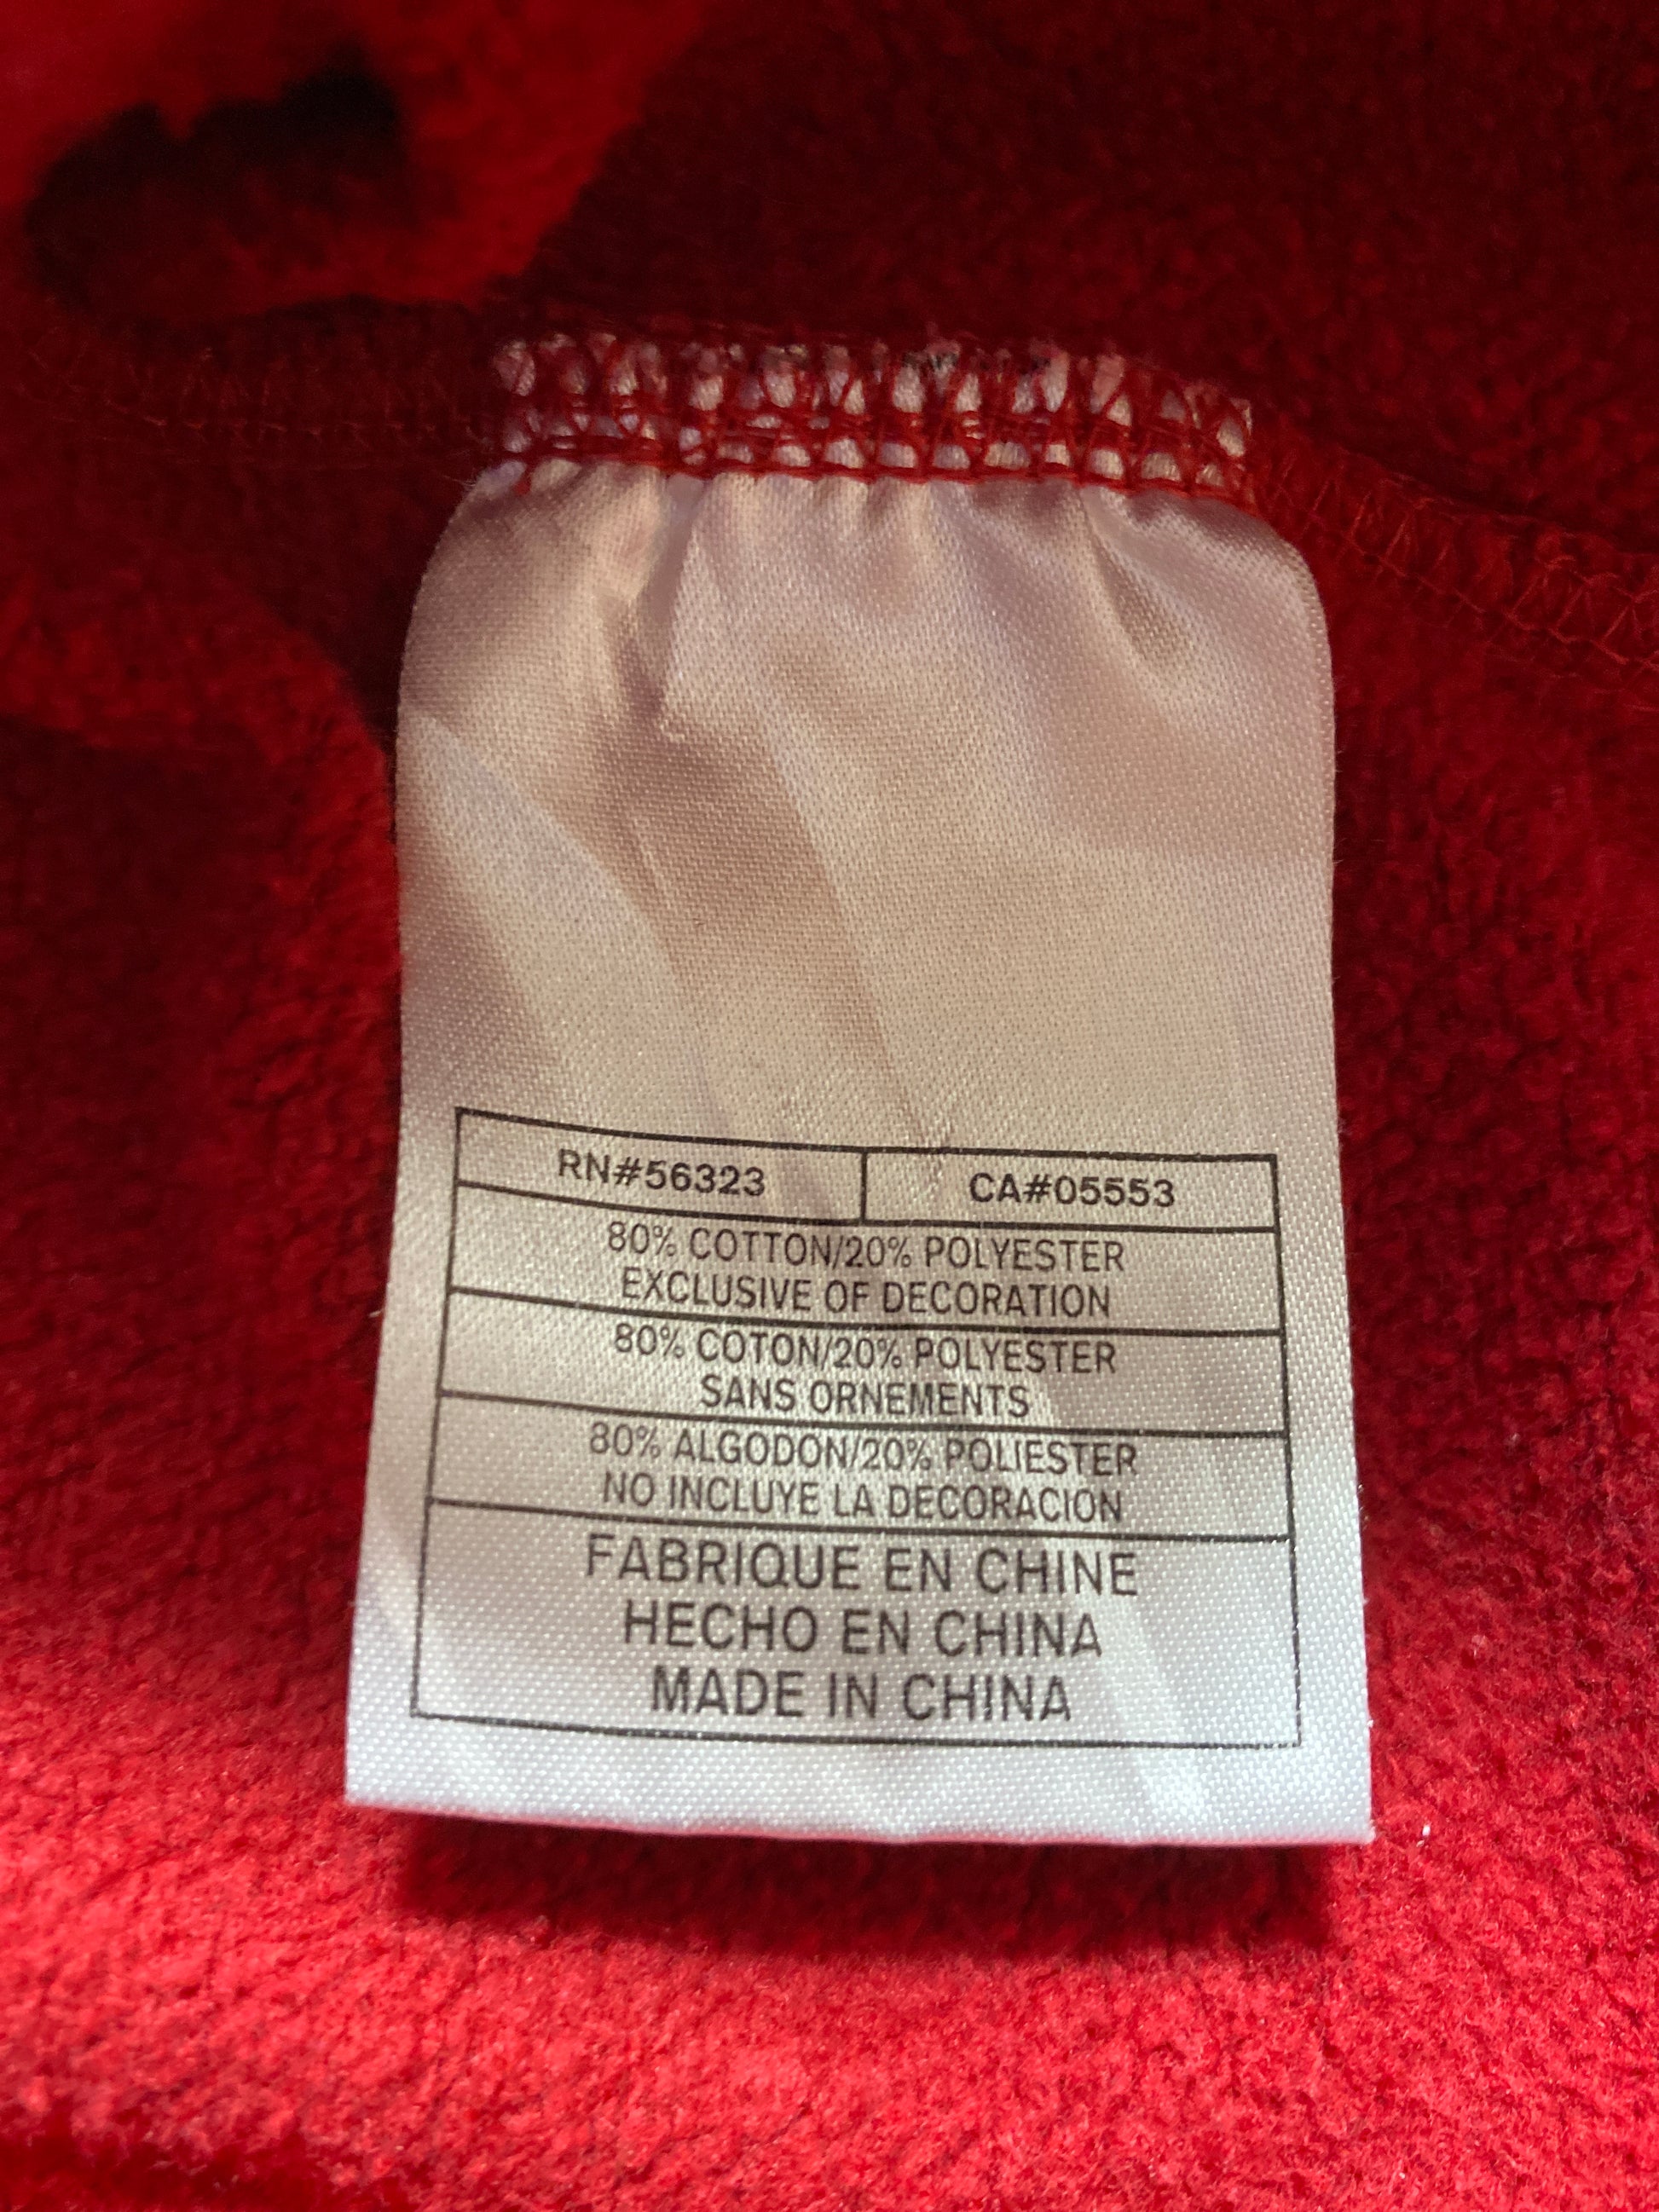 RN#56323 CA#05553
80% COTTON/20% POLYESTER
EXCLUSIVE OF DECORATION
80% COTON/20% POLYESTER
SANS ORNEMENTS
80% ALGODON/20% POLIESTER
NO INCLUYE LA DECORACION
FABRIQUE EN CHINE
HECHO EN CHINA
MADE IN CHINA